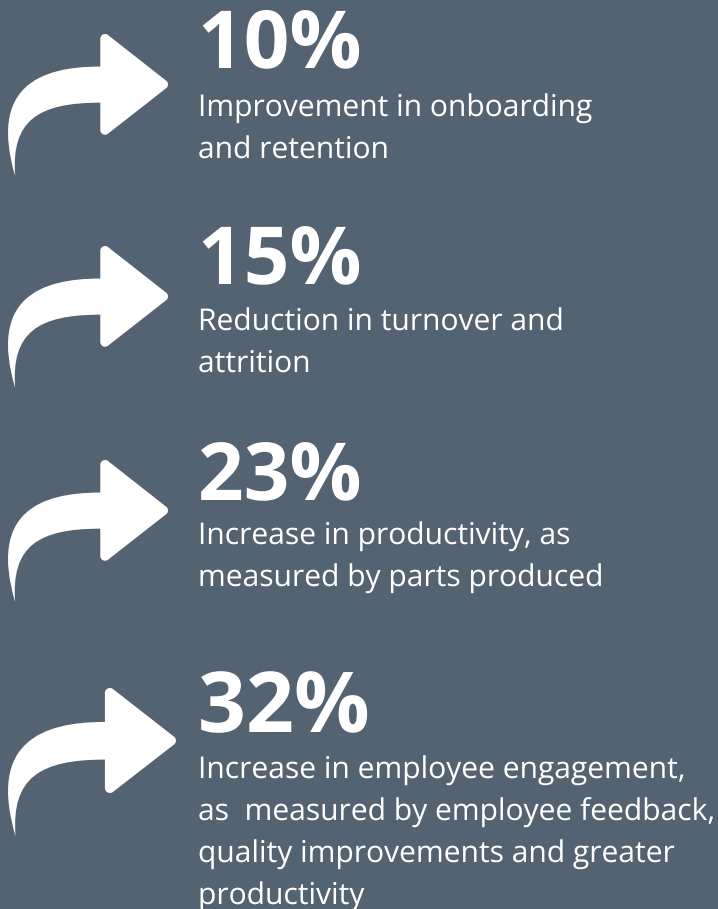 10%
Improvement in onboarding
and retention
15%
Reduction in turnover and
attrition
23%
Increase in productivity, as
measured by parts produced
32%
Increase in employee engagement,
as  measured by employee feedback,
quality improvements and greater
productivity